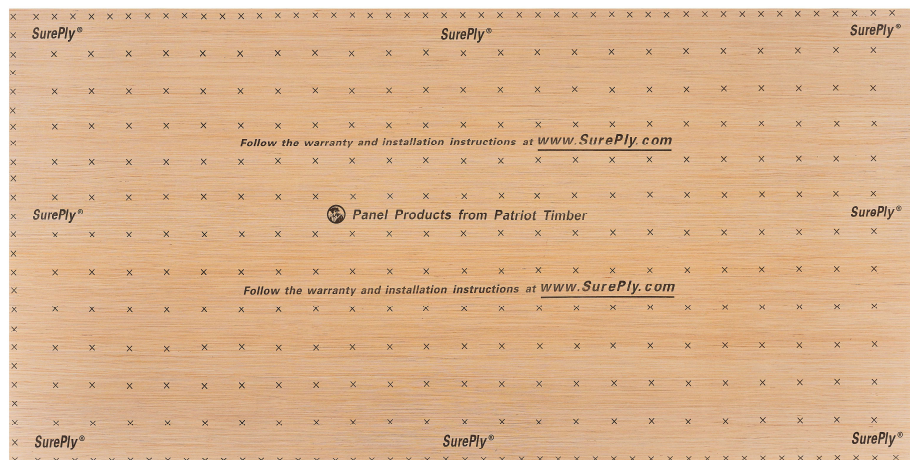 SurePly® SurePly® SurePly®
Follow the warranty and installation instructions at www.SurePly.com
SurePly® Panel Products from Patriot Timber SurePly®
Follow the warranty and installation instructions at www.SurePly.com
SurePly® SurePly® SurePly®